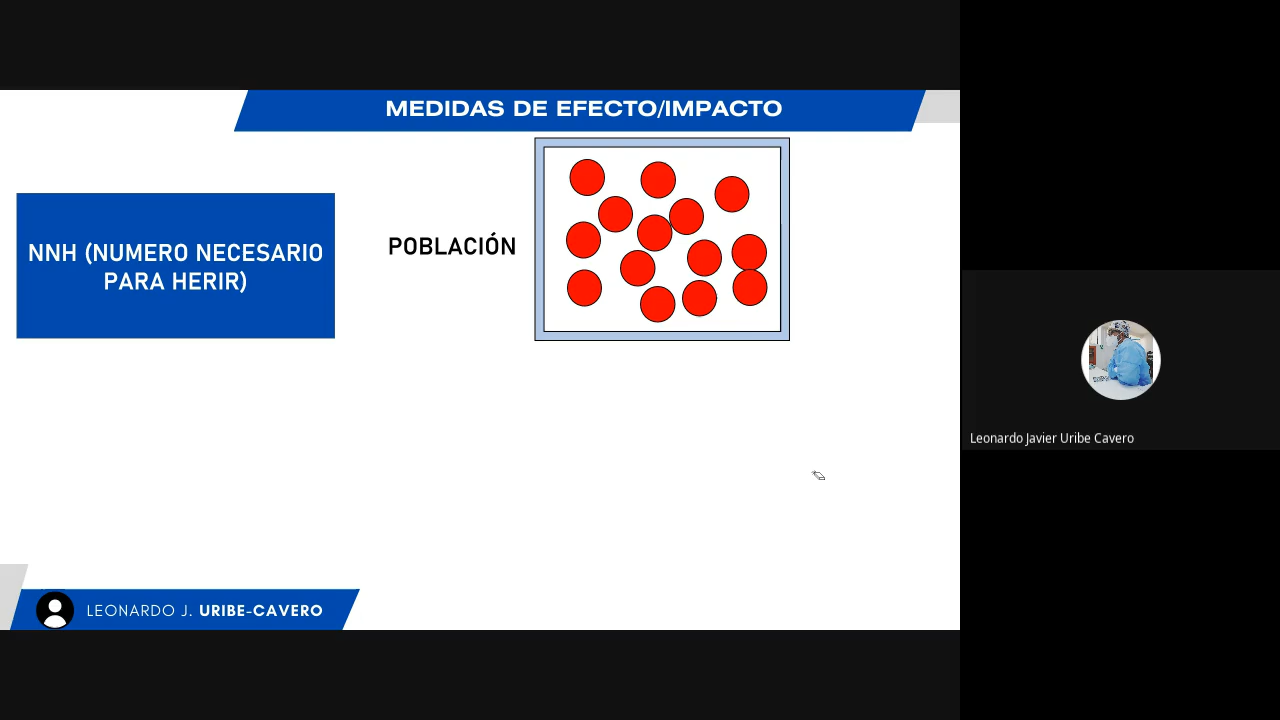 MEDIDAS DE EFECTO/IMPACTO
NNH (NUMERO NECESARIO
PARA HERIR)
POBLACIÓN
Leonardo Javier Uribe Cavero
LEONARDO J. URIBE-CAVERO